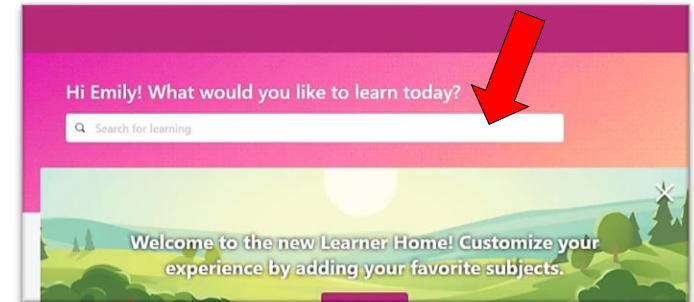 Hi Emily! What would you like to learn today?
Search for learning
Welcome to the new Learner Home! Customize your
experience by adding your favorite subjects.